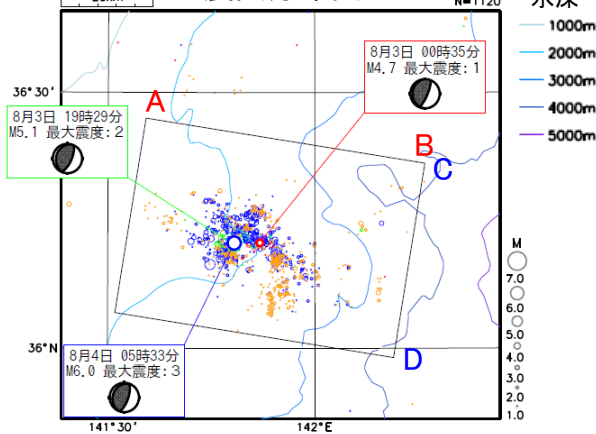 N=1120
水深
1000m
2000m
3000m
4000m
5000m
8月3日 00時35分
M4.7 最大震度:1
36°30'
A
8月3日 19時29分
M5.1 最大震度:2
B
C
M
7.0
6.0
5.0
4.0
3.0
2.0
1.0
36°N
D
8月4日 05時33分
M6.0 最大震度:3
141°30'
142°E